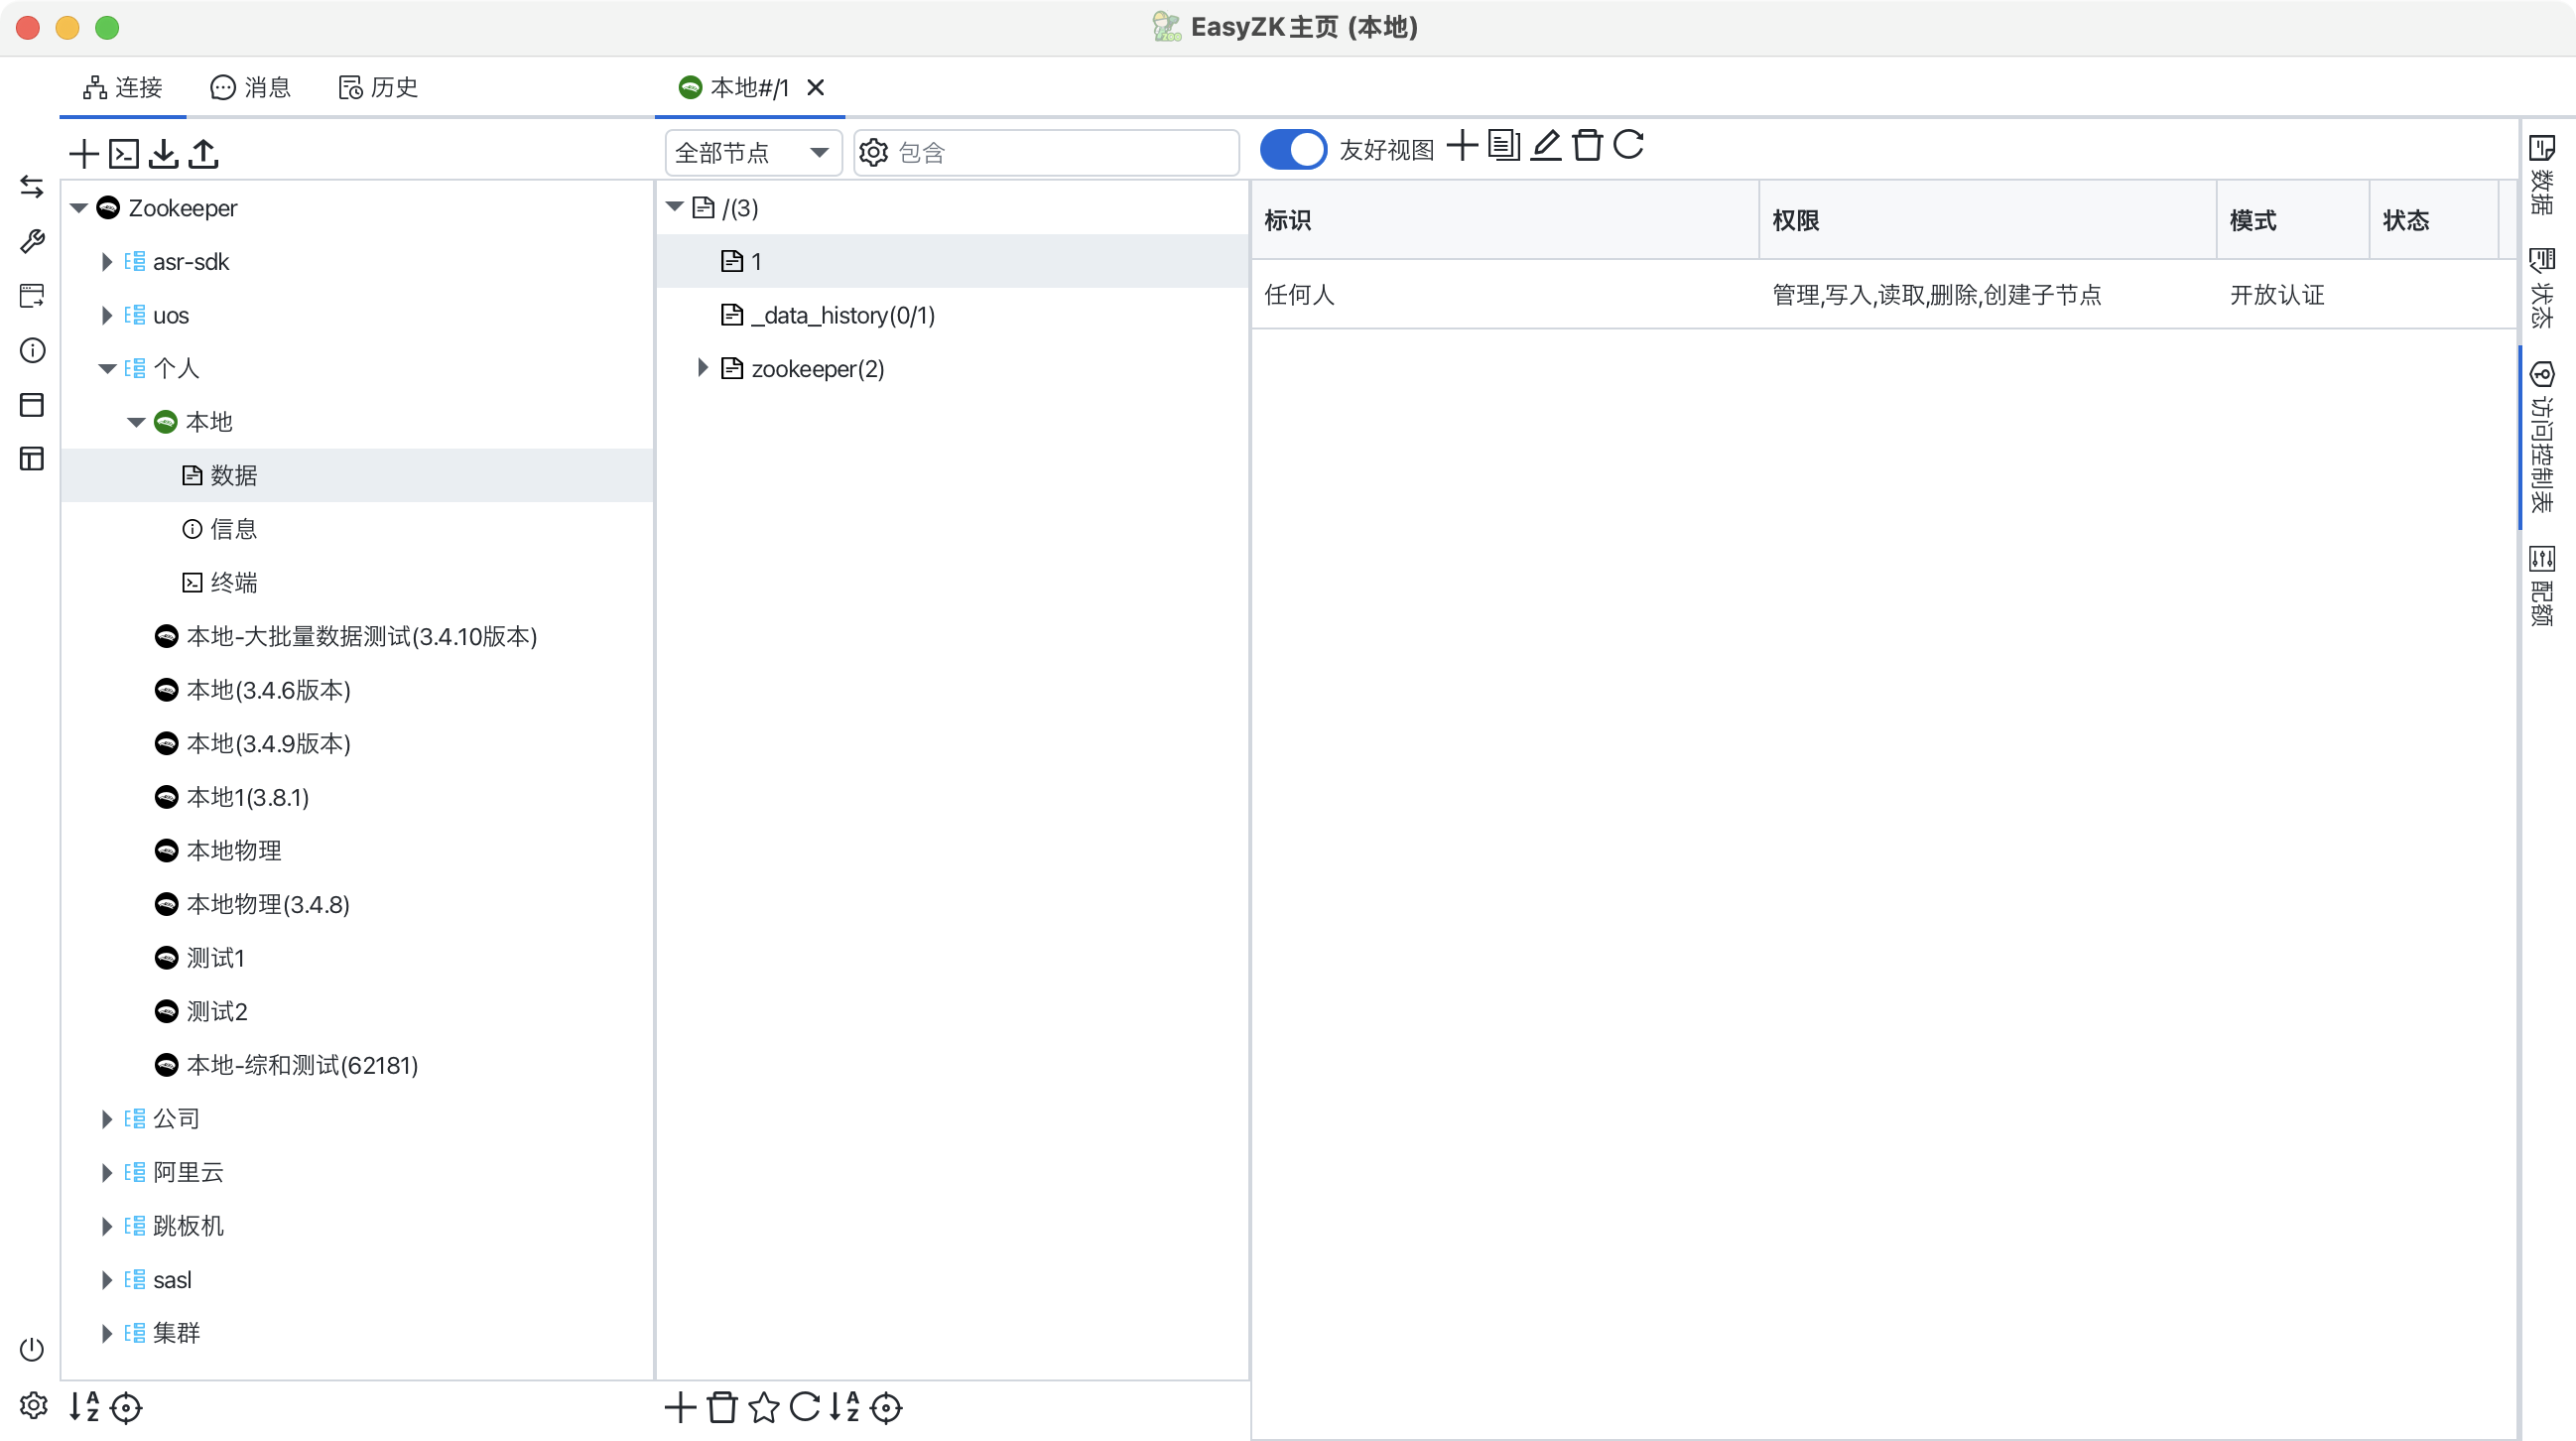 EasyZK主页 (本地)
连接
消息
历史
本地#/1
全部节点
包含
友好视图
Zookeeper
asr-sdk
uos
个人
本地
数据
信息
终端
本地-大批量数据测试(3.4.10版本)
本地(3.4.6版本)
本地(3.4.9版本)
本地1(3.8.1)
本地物理
本地物理(3.4.8)
测试1
测试2
本地-综和测试(62181)
公司
阿里云
跳板机
sasl
集群
/(3)
1
_data_history(0/1)
zookeeper(2)
标识 权限 模式 状态
任何人 管理,写入,读取,删除,创建子节点 开放认证
数据
状态
访问控制表
配额